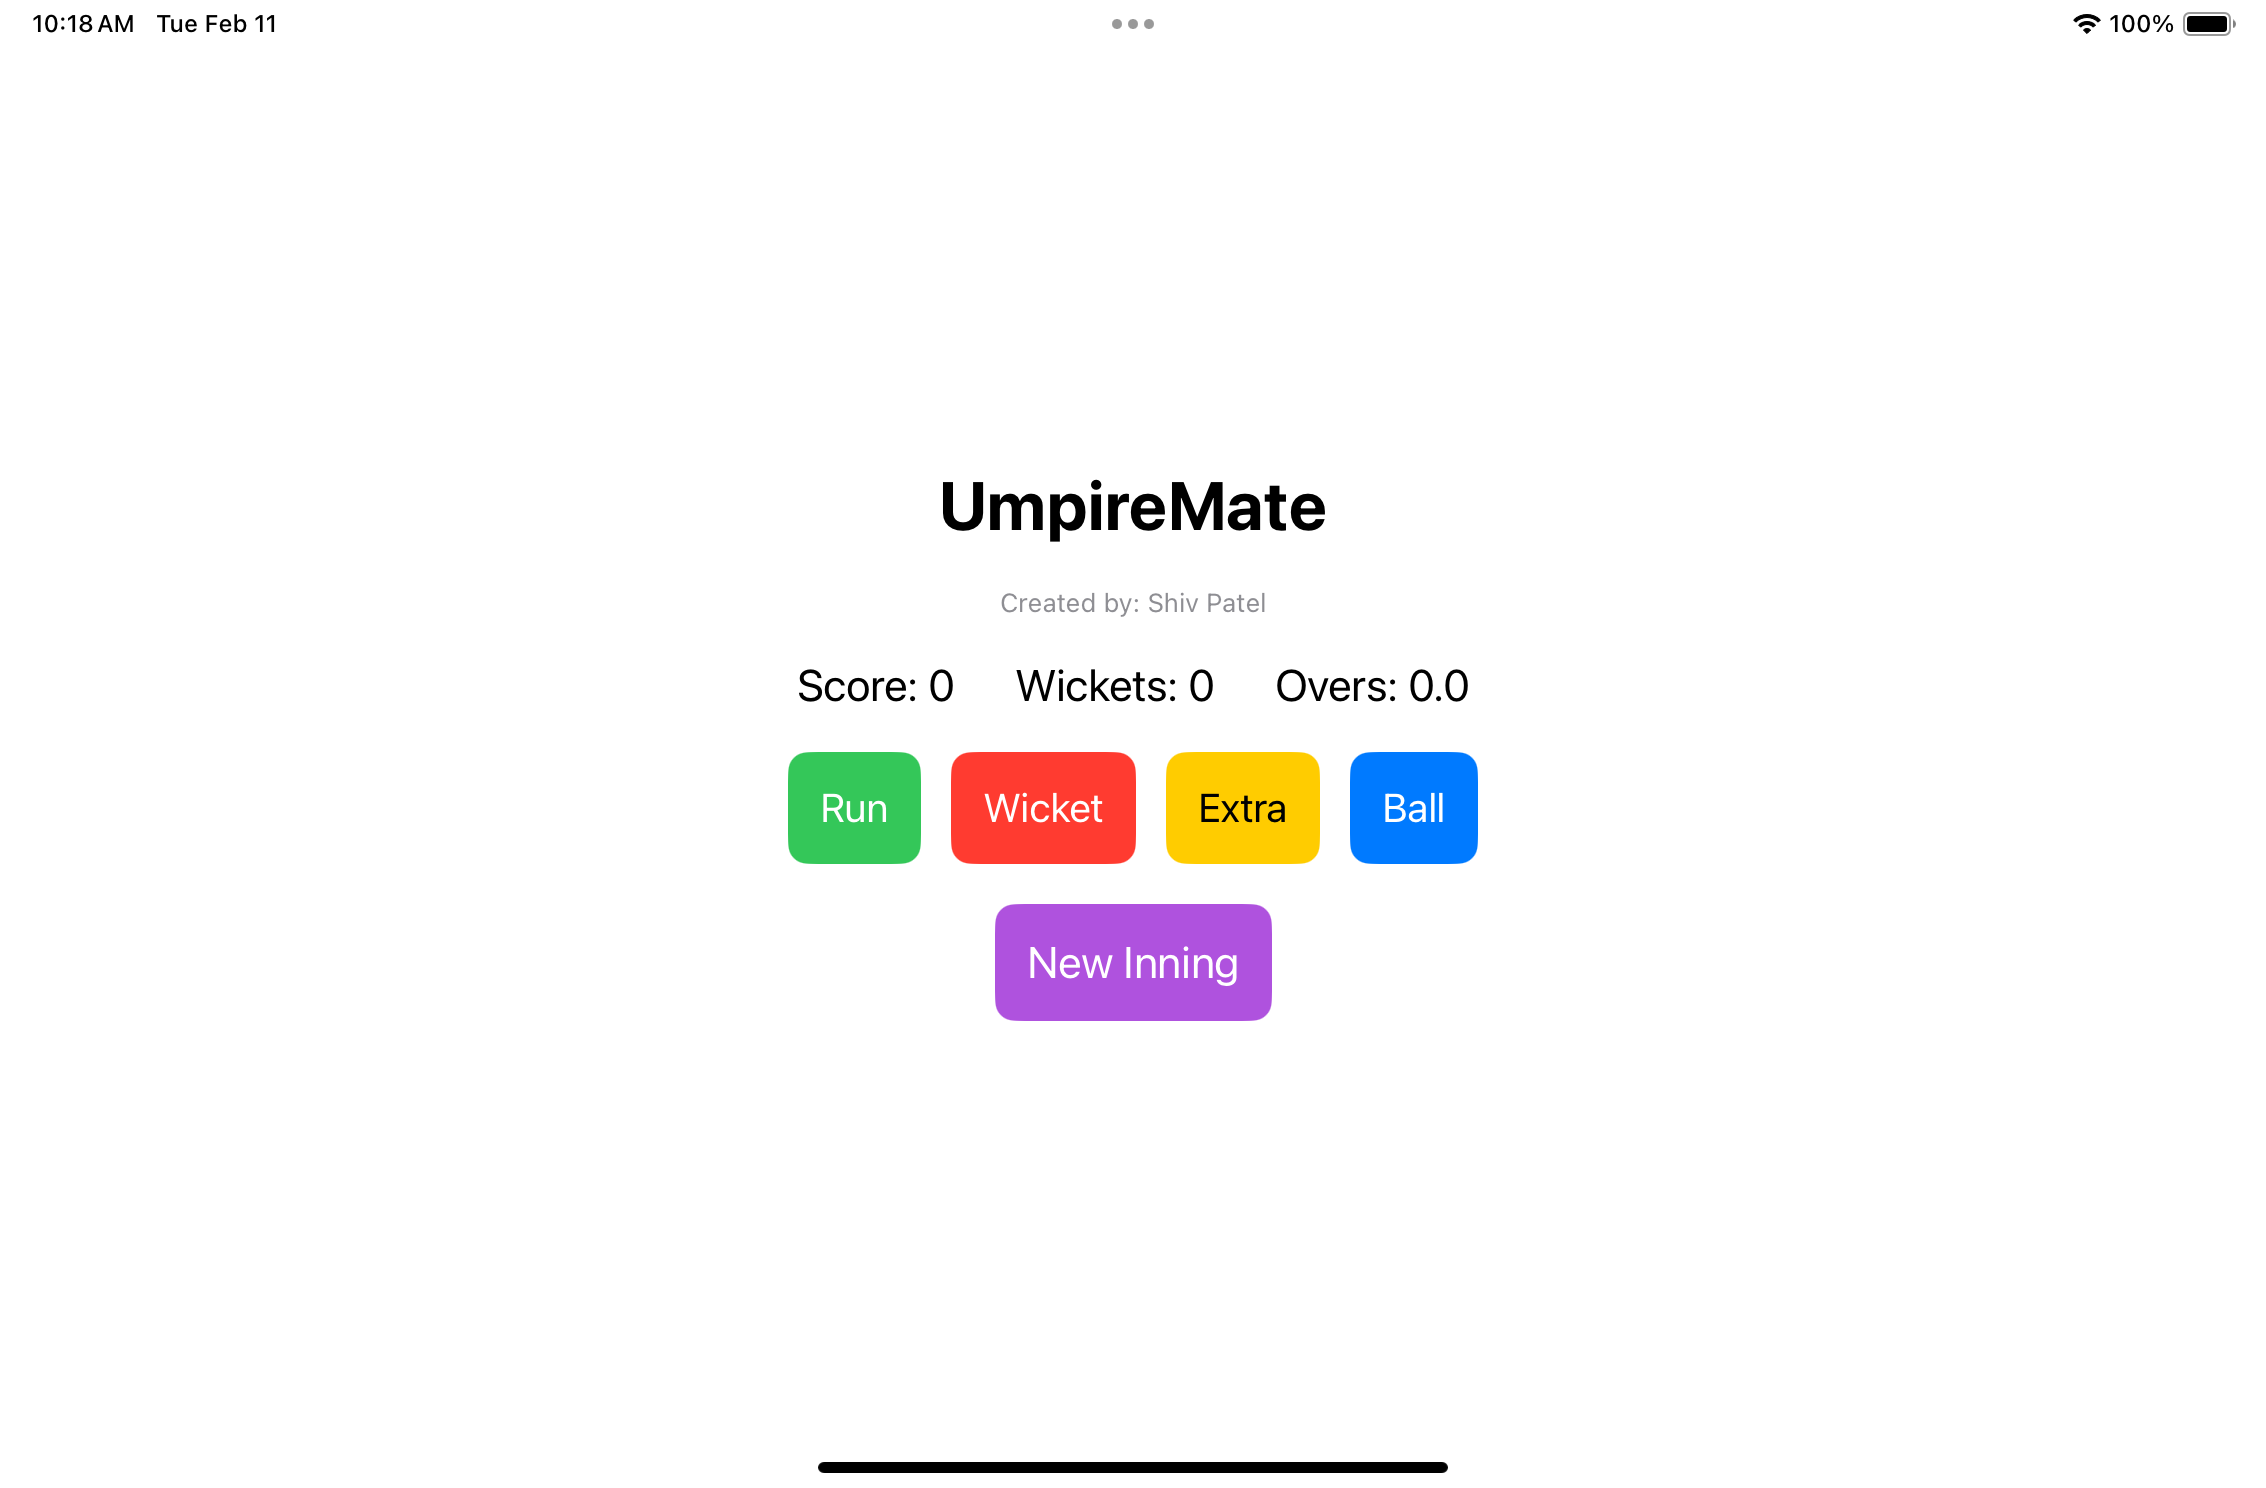 10:18 AM Tue Feb 11 100%
UmpireMate
Created by: Shiv Patel
Score: 0 Wickets: 0 Overs: 0.0
Run Wicket Extra Ball
New Inning